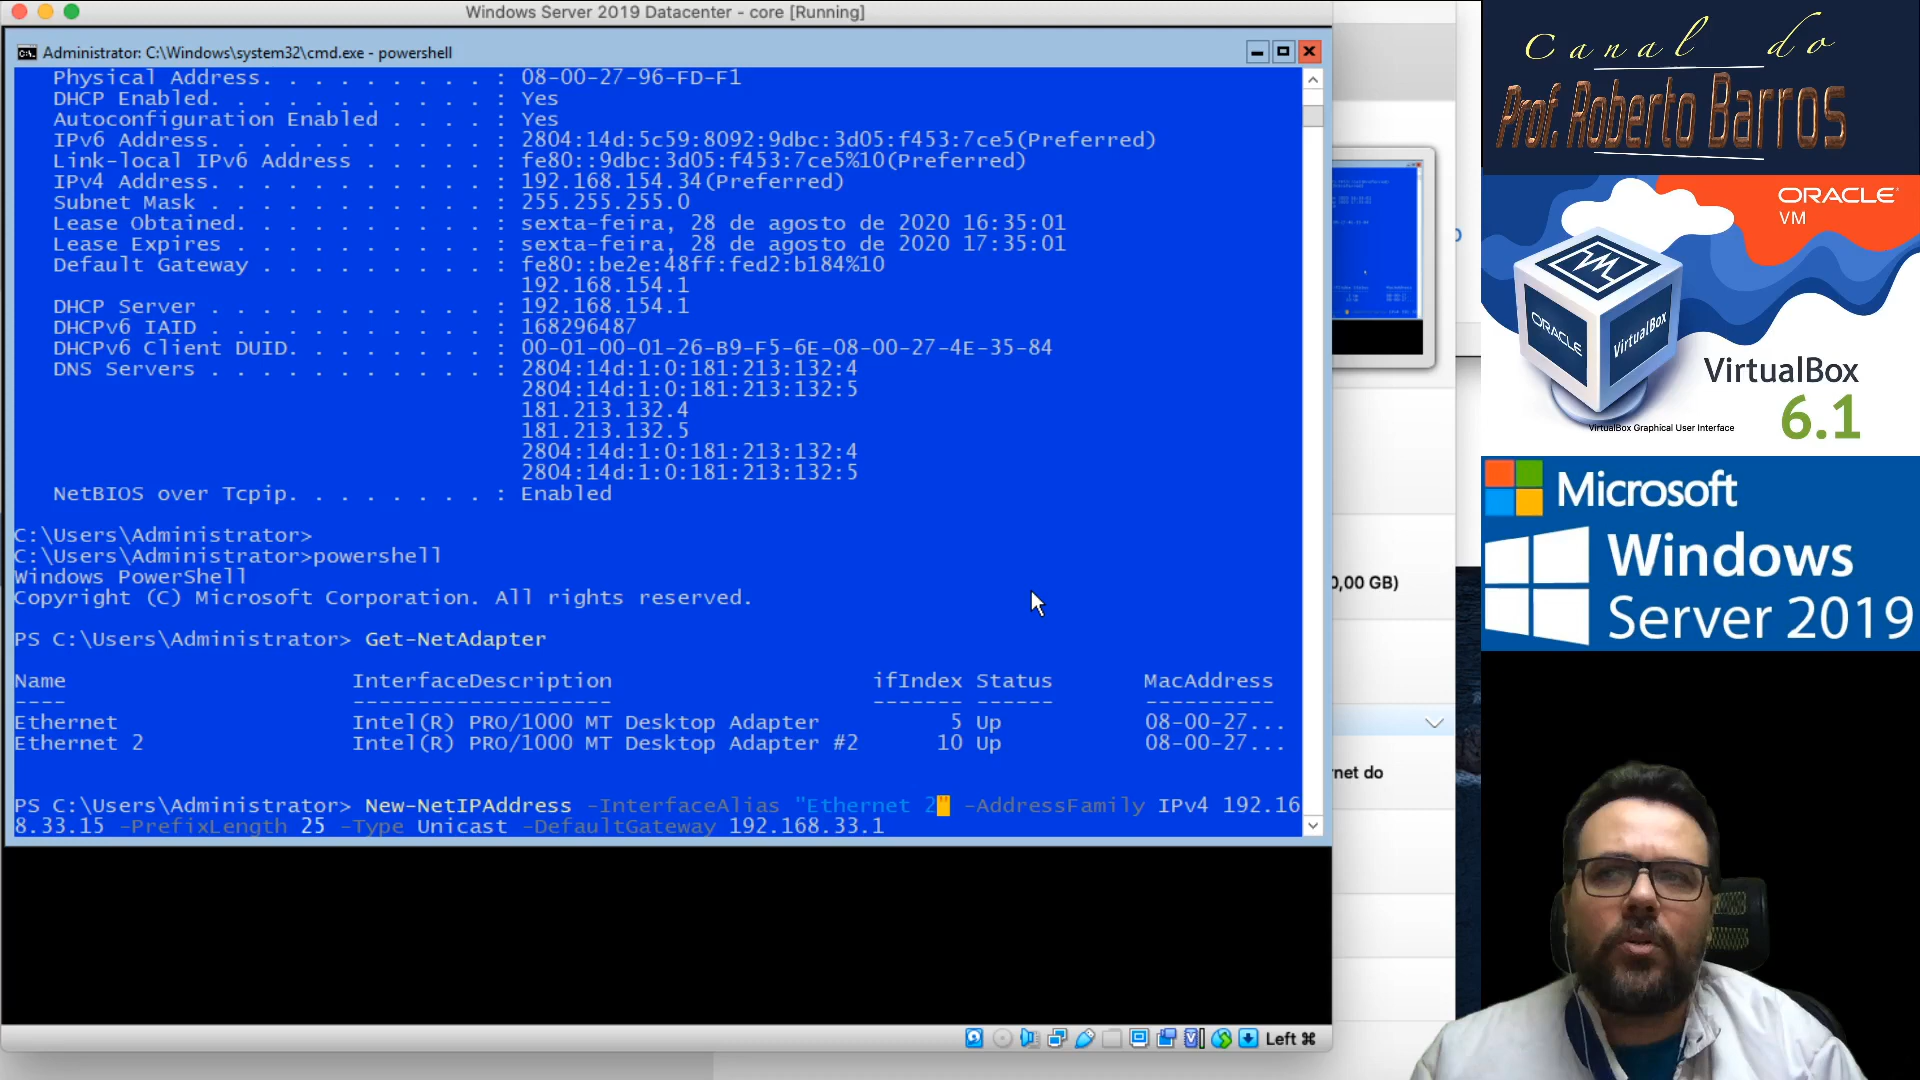 Windows Server 2019 Datacenter - core [Running]
Administrator: C:\Windows\system32\cmd.exe - powershell
Physical Address. . . . . . . . . : 08-00-27-96-FD-F1
DHCP Enabled. . . . . . . . . . . : Yes
Autoconfiguration Enabled . . . . : Yes
IPv6 Address. . . . . . . . . . . : 2804:14d:5c59:8092:9dbc:3d05:f453:7ce5(Preferred)
Link-local IPv6 Address . . . . . : fe80::9dbc:3d05:f453:7ce5%10(Preferred)
IPv4 Address. . . . . . . . . . . : 192.168.154.34(Preferred)
Subnet Mask . . . . . . . . . . . : 255.255.255.0
Lease Obtained. . . . . . . . . . : sexta-feira, 28 de agosto de 2020 16:35:01
Lease Expires . . . . . . . . . . : sexta-feira, 28 de agosto de 2020 17:35:01
Default Gateway . . . . . . . . . : fe80::be2e:48ff:fed2:b184%10
192.168.154.1
DHCP Server . . . . . . . . . . . : 192.168.154.1
DHCPv6 IAID . . . . . . . . . . . : 168296487
DHCPv6 Client DUID. . . . . . . . : 00-01-00-01-26-B9-F5-6E-08-00-27-4E-35-84
DNS Servers . . . . . . . . . . . : 2804:14d:1:0:181:213:132:4
2804:14d:1:0:181:213:132:5
181.213.132.4
181.213.132.5
2804:14d:1:0:181:213:132:4
2804:14d:1:0:181:213:132:5
NetBIOS over Tcpip. . . . . . . . : Enabled
C:\Users\Administrator>
C:\Users\Administrator>powershell
Windows PowerShell
Copyright (C) Microsoft Corporation. All rights reserved.
PS C:\Users\Administrator> Get-NetAdapter
Name InterfaceDescription ifIndex Status MacAddress
---- -------------------- ------- ------ ----------
Ethernet Intel(R) PRO/1000 MT Desktop Adapter 5 Up 08-00-27...
Ethernet 2 Intel(R) PRO/1000 MT Desktop Adapter #2 10 Up 08-00-27...
PS C:\Users\Administrator> New-NetIPAddress -InterfaceAlias "Ethernet 2" -AddressFamily IPv4 192.16
8.33.15 -PrefixLength 25 -Type Unicast -DefaultGateway 192.168.33.1
Left ⌘
0,00 GB)
rnet do
Canal do
Prof. Roberto Barros
ORACLE
VM
ORACLE
VirtualBox
VirtualBox
6.1
VirtualBox Graphical User Interface
Microsoft
Windows
Server 2019